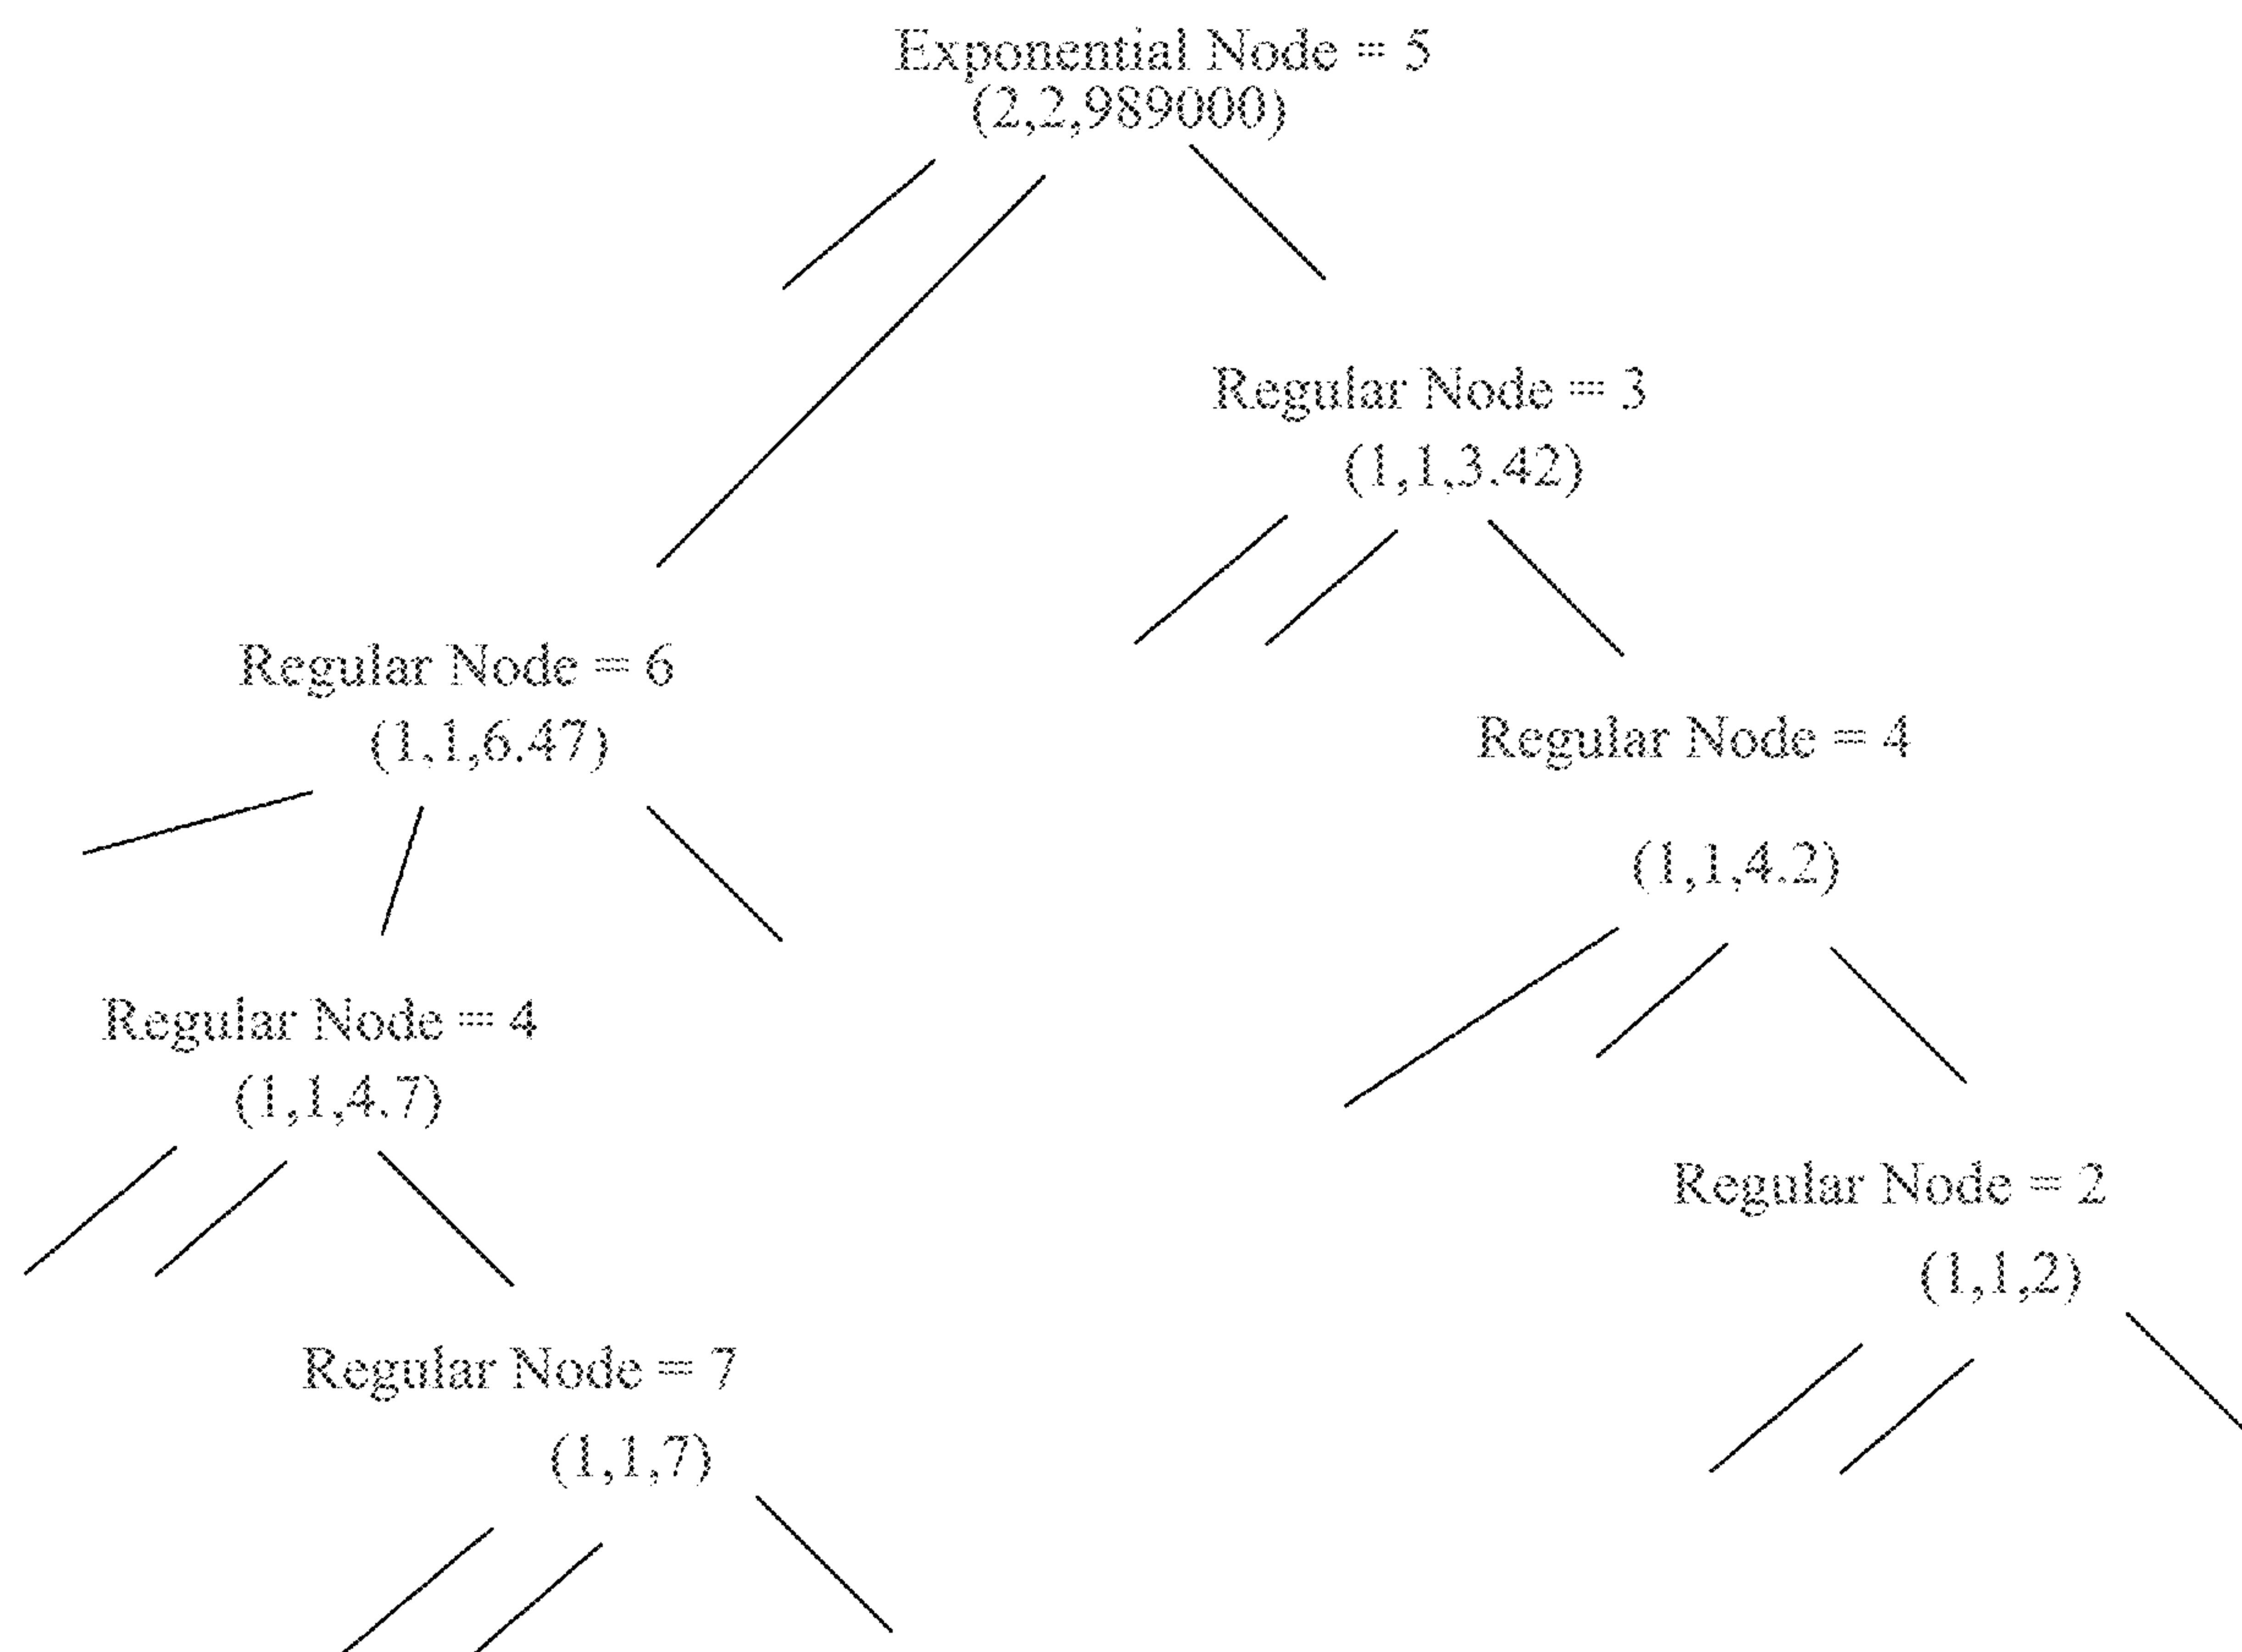 Exponential Node = 5
(2,2,989000)
Regular Node = 3
(1,1,3.42)
Regular Node = 6
(1,1,6.47)
Regular Node = 4
(1,1,4.2)
Regular Node = 4
(1,1,4.7)
Regular Node = 2
(1,1,2)
Regular Node = 7
(1,1,7)